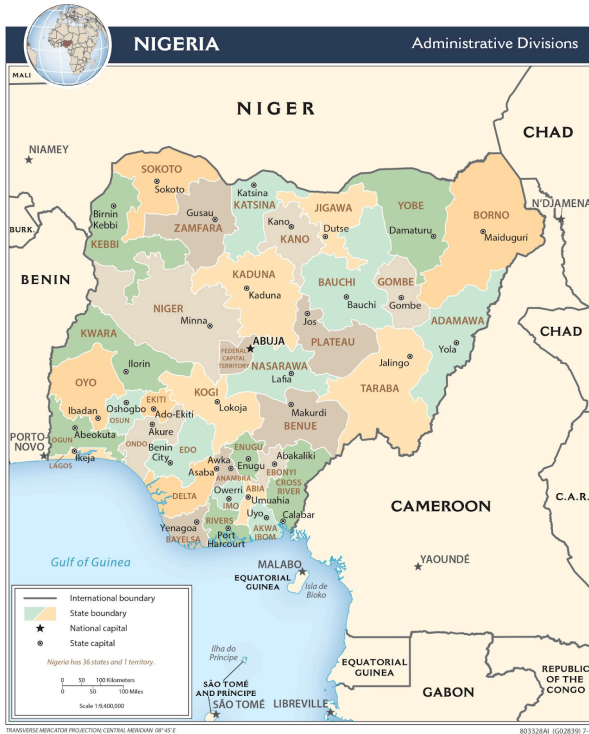 NIGERIA
Administrative Divisions
MALI
NIGER
CHAD
NIAMEY
N'DJAMENA
BURK.
BENIN
SOKOTO
Sokoto
Katsina
KATSINA
Birnin
Kebbi
KEBBI
Gusau
ZAMFARA
Kano
KANO
JIGAWA
Dutse
YOBE
Damaturu
BORNO
Maiduguri
KADUNA
Kaduna
BAUCHI
Bauchi
GOMBE
Gombe
ADAMAWA
Yola
CHAD
NIGER
Minna
Jos
PLATEAU
ABUJA
FEDERAL
CAPITAL
TERRITORY
NASARAWA
Lafia
Jalingo
TARABA
KWARA
Ilorin
OYO
Ibadan
Oshogbo
OSUN
EKITI
Ado-Ekiti
KOGI
Lokoja
Makurdi
BENUE
OGUN
Abeokuta
Akure
ONDO
Benin
City
EDO
PORTO-
NOVO
Ikeja
LAGOS
ENUGU
Enugu
Abakaliki
EBONYI
CROSS
RIVER
Awka
ANAMBRA
Asaba
Owerri
IMO
ABIA
Umuahia
DELTA
Uyo
Calabar
AKWA
IBOM
Yenagoa
BAYELSA
RIVERS
Port
Harcourt
CAMEROON
C.A.R.
YAOUNDÉ
Gulf of Guinea
MALABO
EQUATORIAL
GUINEA
Isla de
Bioko
International boundary
State boundary
National capital
State capital
Nigeria has 36 states and 1 territory.
0 50 100 Kilometers
0 50 100 Miles
Scale 1:9,400,000
Ilha do
Príncipe
SÃO TOMÉ
AND PRÍNCIPE
SÃO TOMÉ
LIBREVILLE
EQUATORIAL
GUINEA
GABON
REPUBLIC
OF THE
CONGO
TRANSVERSE MERCATOR PROJECTION; CENTRAL MERIDIAN 08°45' E
803328AI (G02839) 7-